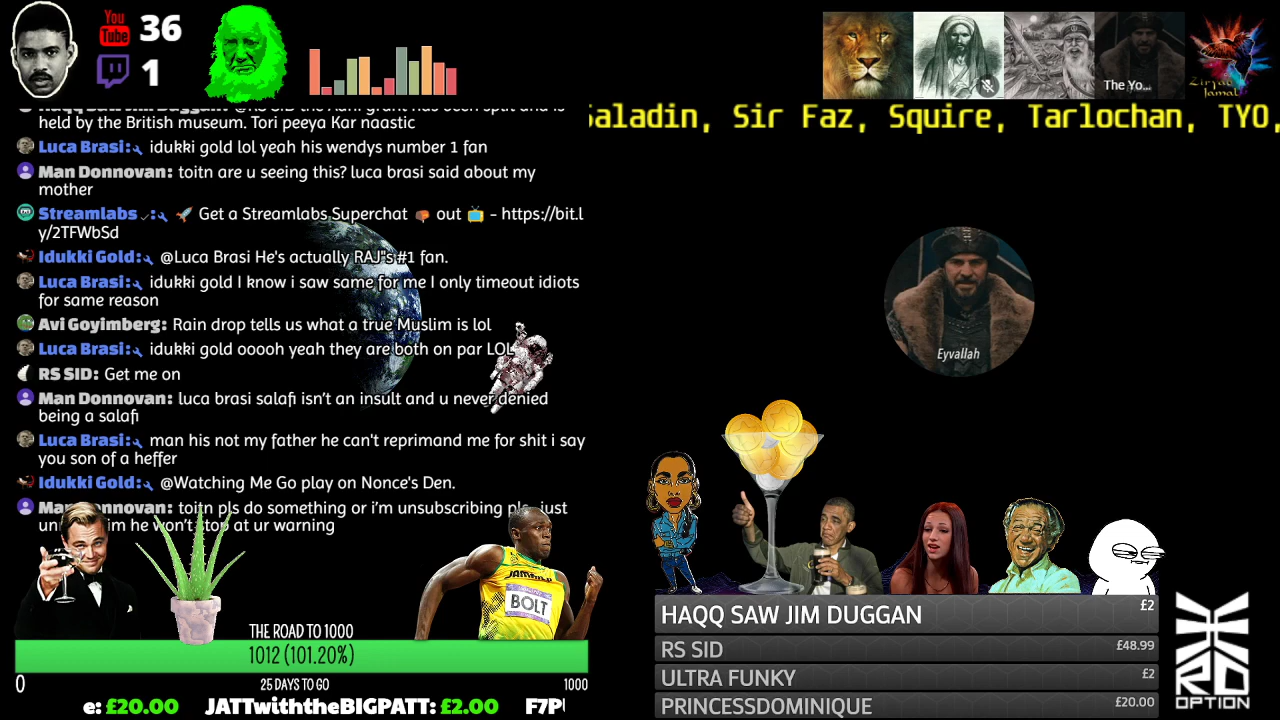 You
Tube
36
1
held by the British museum. Tori peeya Kar naastic
Luca Brasi: idukki gold lol yeah his wendys number 1 fan
Man Donnovan: toitn are u seeing this? luca brasi said about my
mother
Streamlabs: Get a Streamlabs Superchat out - https://bit.l
y/2TFWbSd
Idukki Gold: @Luca Brasi He's actually RAJ"s #1 fan.
Luca Brasi: idukki gold I know i saw same for me I only timeout idiots
for same reason
Avi Goyimberg: Rain drop tells us what a true Muslim is lol
Luca Brasi: idukki gold ooooh yeah they are both on par LOL
RS SID: Get me on
Man Donnovan: luca brasi salafi isn't an insult and u never denied
being a salafi
Luca Brasi: man his not my father he can't reprimand me for shit i say
you son of a heffer
Idukki Gold: @Watching Me Go play on Nonce's Den.
toitn pls do something or i'm unsubscribing pls just
he won't stop at ur warning
JAMAICA
BOLT
THE ROAD TO 1000
1012 (101.20%)
0
25 DAYS TO GO
1000
e: £20.00 JATTwiththeBIGPATT: £2.00
The Yo...
Ziryad
Jamal
Saladin, Sir Faz, Squire, Tarlochan, TYO,
Eyvallah
HAQQ SAW JIM DUGGAN £2
RS SID £48.99
ULTRA FUNKY £2
PRINCESSDOMINIQUE £20.00
OPTION